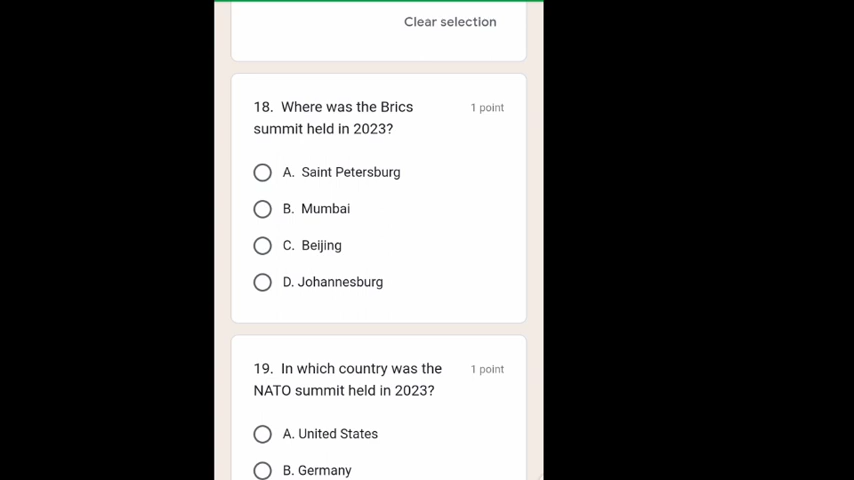 Clear selection
18. Where was the Brics
1 point
summit held in 2023?
A. Saint Petersburg
B. Mumbai
C. Beijing
D. Johannesburg
19. In which country was the
1 point
NATO summit held in 2023?
A. United States
B. Germany